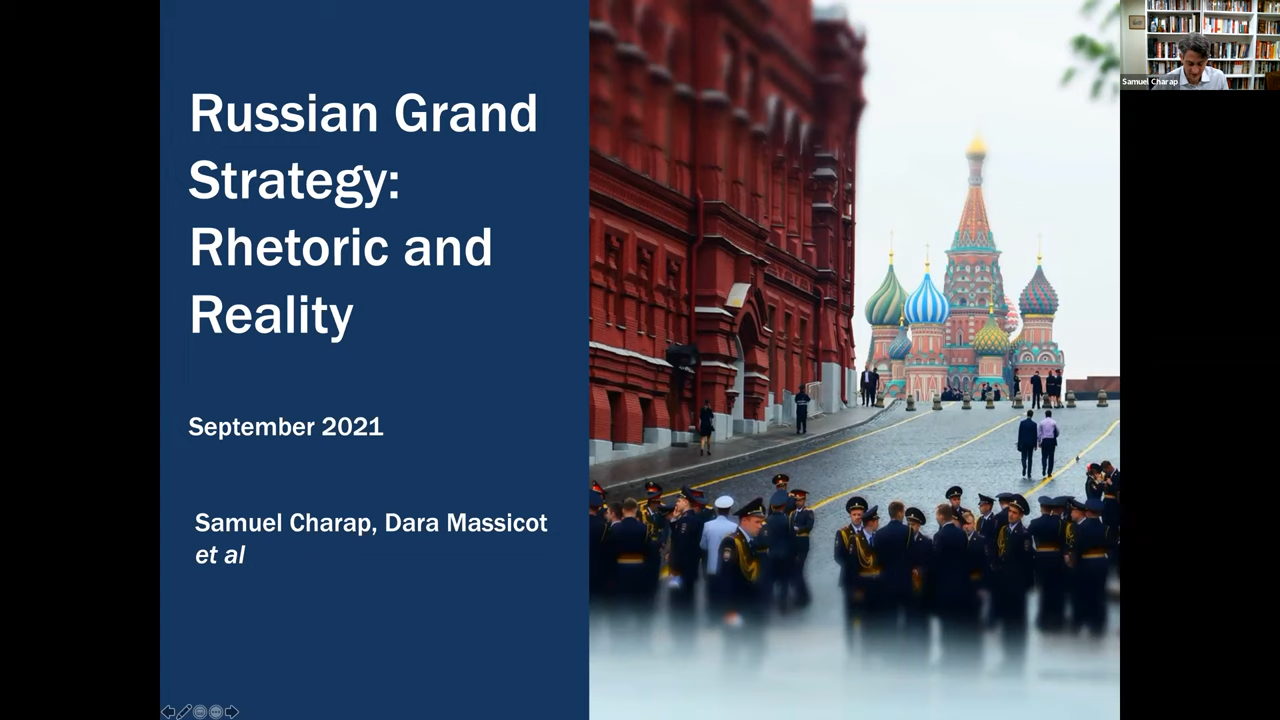 Russian Grand
Strategy:
Rhetoric and
Reality
September 2021
Samuel Charap, Dara Massicot
et al
Samuel Charap